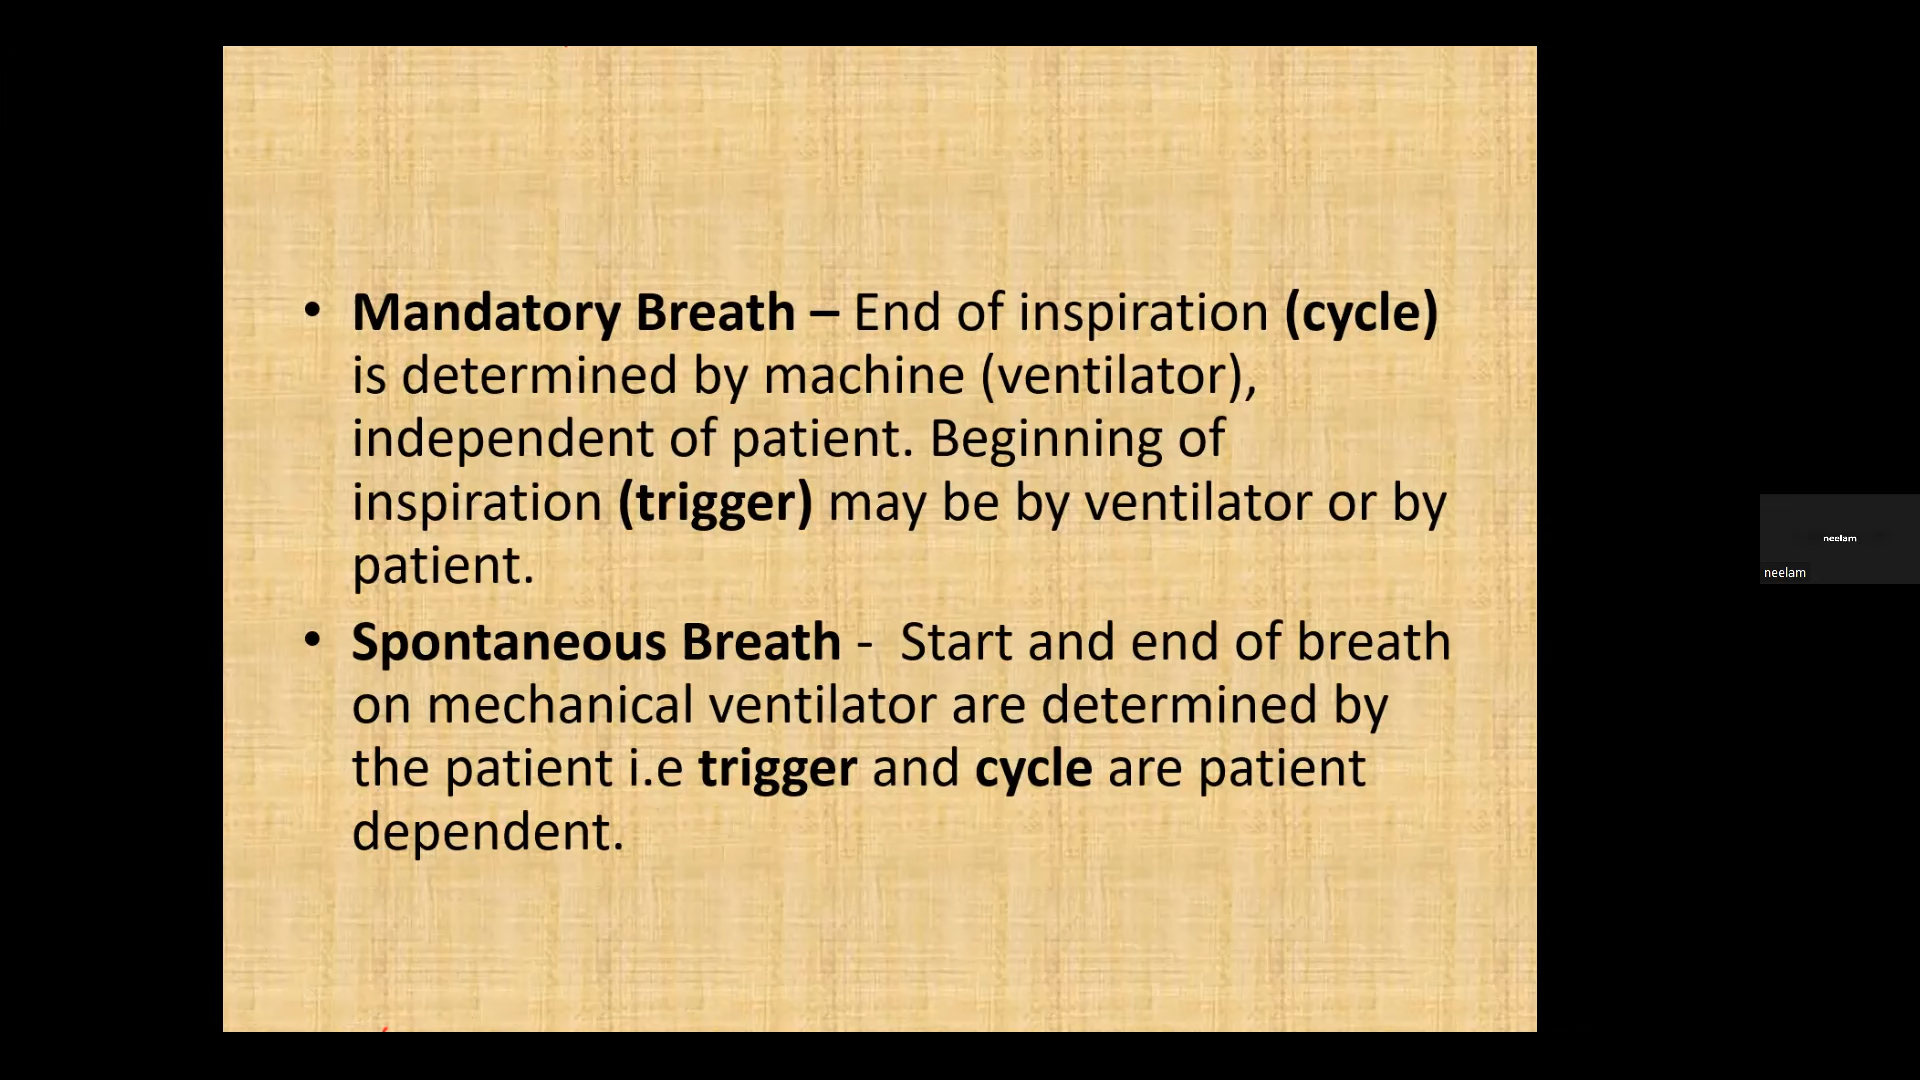 • Mandatory Breath – End of inspiration (cycle)
is determined by machine (ventilator),
independent of patient. Beginning of
inspiration (trigger) may be by ventilator or by
patient.
• Spontaneous Breath -  Start and end of breath
on mechanical ventilator are determined by
the patient i.e trigger and cycle are patient
dependent.
neelam
neelam